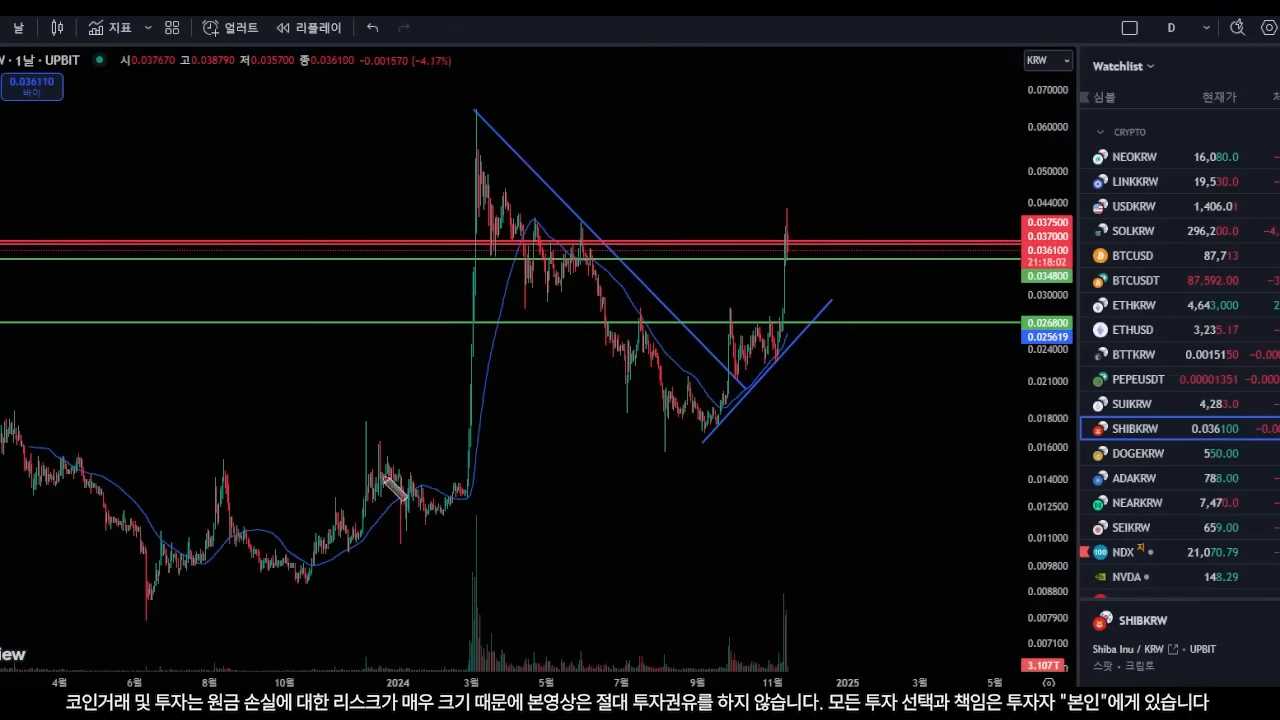 날 지표 얼러트 리플레이 D
· 1날 · UPBIT 시0.037670 고0.038790 저0.035700 종0.036100 -0.001570 (-4.17%)
0.036110
바이
KRW
0.070000
0.060000
0.050000
0.044000
0.037500
0.037000
0.036100
21:18:02
0.034800
0.030000
0.026800
0.025619
0.024000
0.021000
0.018000
0.016000
0.014000
0.012500
0.011000
0.009800
0.008800
0.007900
0.007100
3.107T
4월 6월 8월 10월 2024 3월 5월 7월 9월 11월 2025 3월 5월
Watchlist
심볼 현재가
CRYPTO
NEOKRW 16,080.0
LINKKRW 19,530.0
USDKRW 1,406.01
SOLKRW 296,200.0 -4.
BTCUSD 87,713
BTCUSDT 87,592.00
ETHKRW 4,643,000 2
ETHUSD 3,235.17
BTTKRW 0.0015150 -0.00
PEPEUSDT 0.00001351 -0.000
SUIKRW 4,283.0
SHIBKRW 0.036100 -0.0
DOGEKRW 550.00
ADAKRW 788.00
NEARKRW 7,470.0
SEIKRW 659.00
100 NDX 지 21,070.79
NVDA 148.29
SHIBKRW
Shiba Inu / KRW · UPBIT
스팟 · 크립토
iew
코인거래 및 투자는 원금 손실에 대한 리스크가 매우 크기 때문에 본영상은 절대 투자권유를 하지 않습니다. 모든 투자 선택과 책임은 투자자 "본인"에게 있습니다